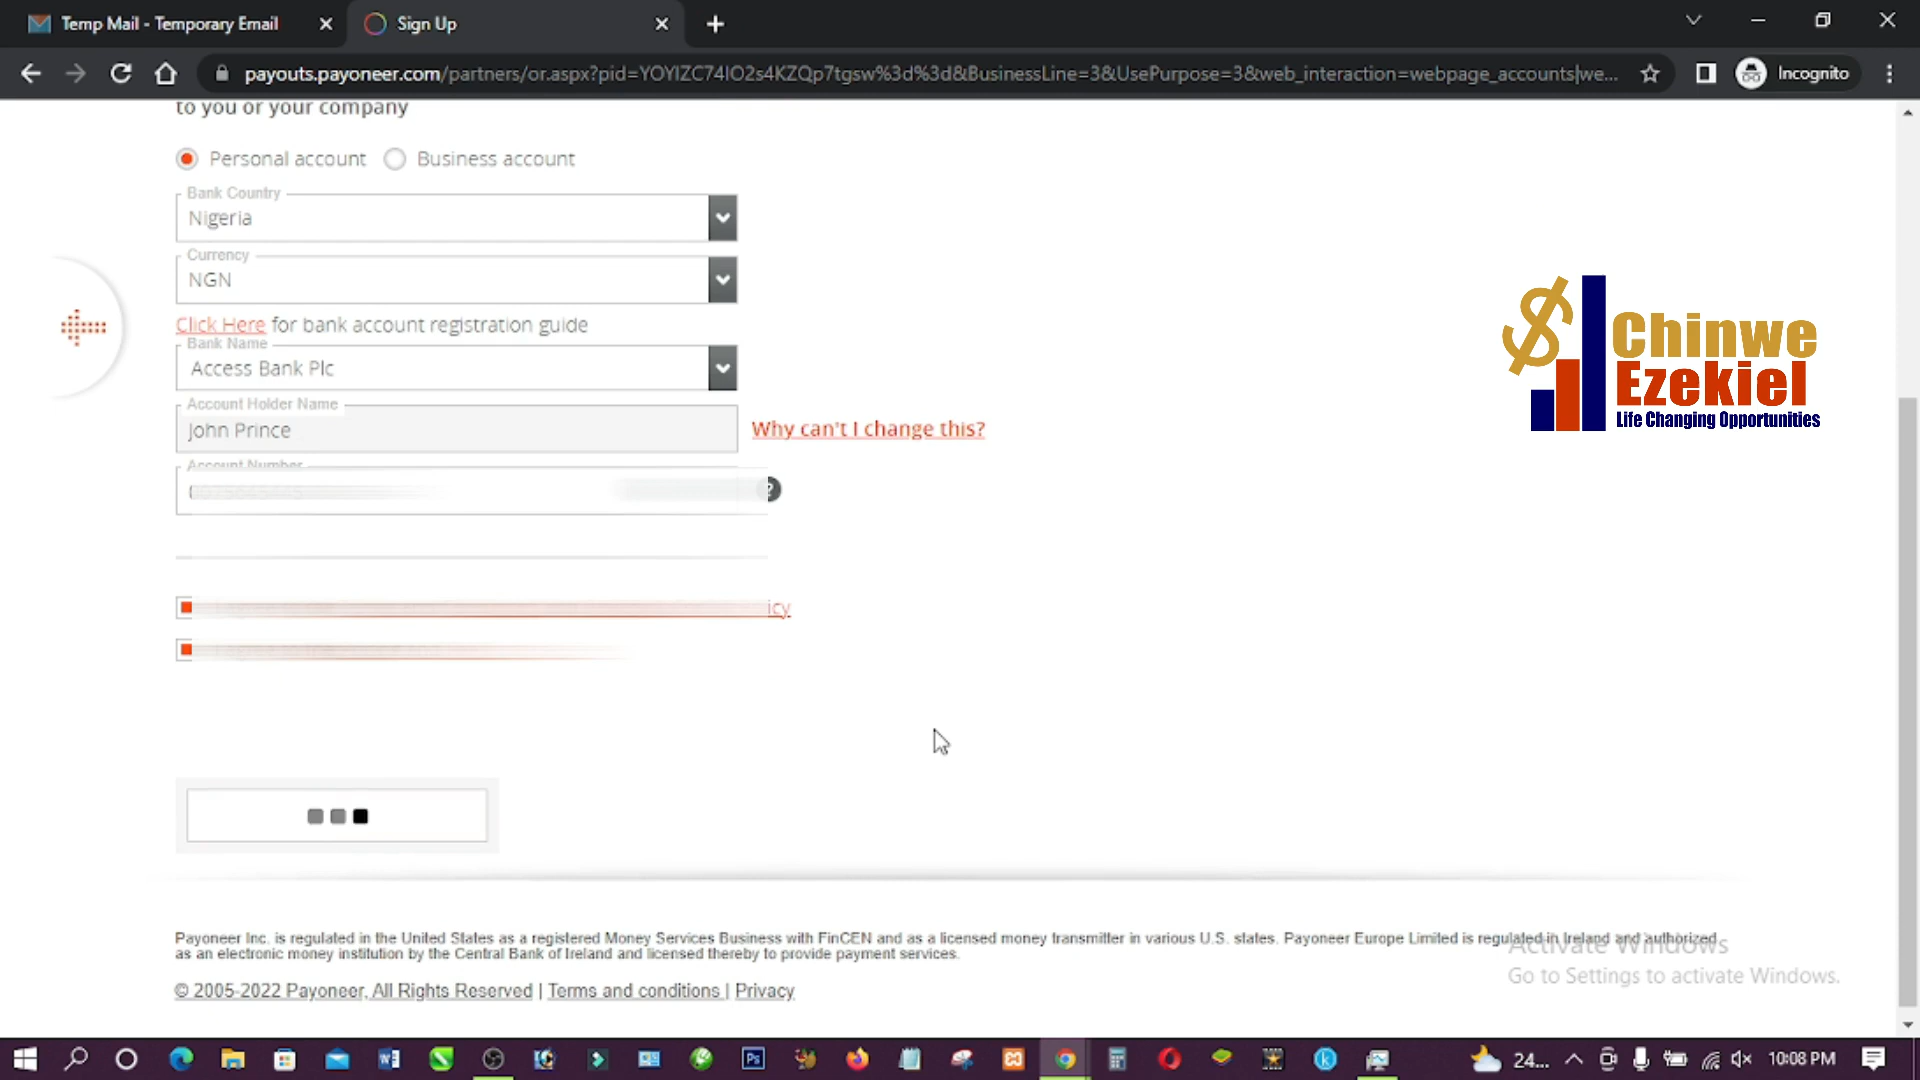 Temp Mail - Temporary Email
Sign Up
payouts.payoneer.com/partners/or.aspx?pid=YOYIZC74IO2s4KZQp7tgsw%3d%3d&BusinessLine=3&UsePurpose=3&web_interaction=webpage_accounts|we...
Incognito
to you or your company
Personal account
Business account
Bank Country
Nigeria
Currency
NGN
Click Here for bank account registration guide
Bank Name
Access Bank Plc
Account Holder Name
John Prince
Why can't I change this?
Account Number
?
icy
Chinwe
Ezekiel
Life Changing Opportunities
Payoneer Inc. is regulated in the United States as a registered Money Services Business with FinCEN and as a licensed money transmitter in various U.S. states. Payoneer Europe Limited is regulated in Ireland and authorized
as an electronic money institution by the Central Bank of Ireland and licensed thereby to provide payment services.
© 2005-2022 Payoneer, All Rights Reserved | Terms and conditions | Privacy
Activate Windows
Go to Settings to activate Windows.
24...
10:08 PM